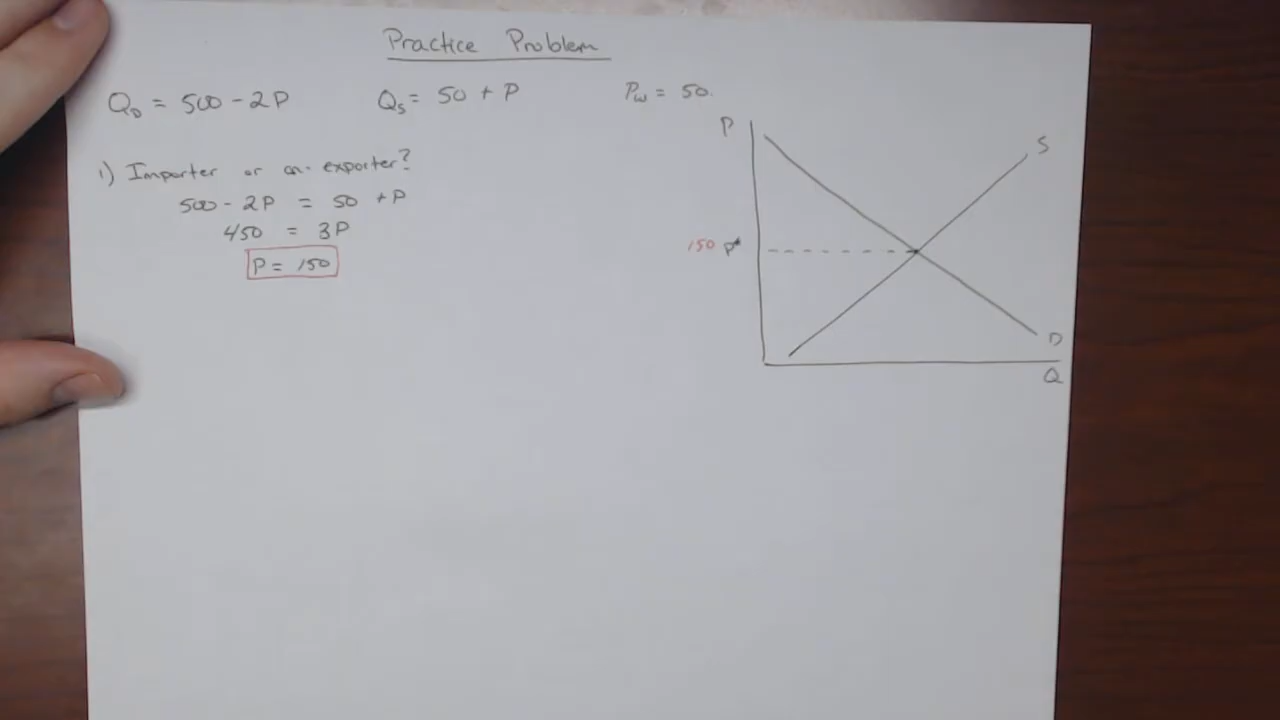 Practice Problem
Q_D = 500 - 2P    Q_S = 50 + P    P_W = 50.
1) Importer or an exporter?
500 - 2P = 50 + P
450 = 3P
P = 150
P
S
150 P*
D
Q